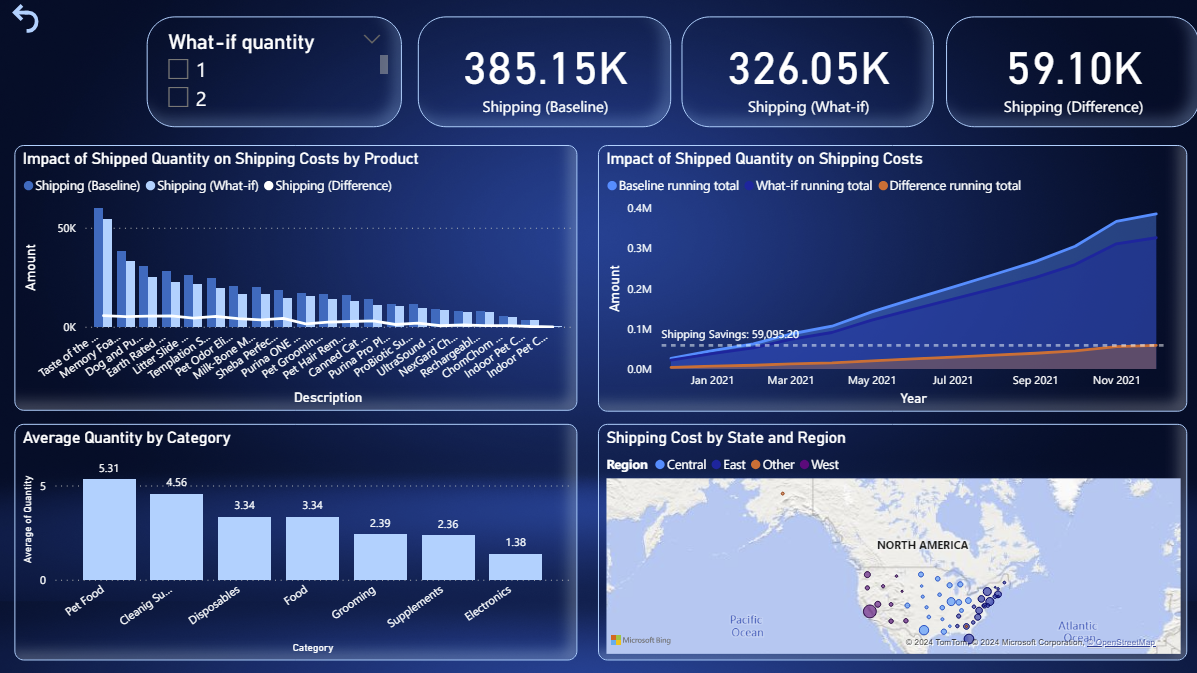 What-if quantity
1
2
385.15K
Shipping (Baseline)
326.05K
Shipping (What-if)
59.10K
Shipping (Difference)
Impact of Shipped Quantity on Shipping Costs by Product
Shipping (Baseline) Shipping (What-if) Shipping (Difference)
50K
0K
Amount
Taste of the ...
Memory Foa...
Dog and Pu...
Earth Rated ...
Litter Slide ...
Temptation S...
Pet Odor Eli...
Milk-Bone M...
Sheba Perfec...
Purina ONE ...
Pet Groomin...
Pet Hair Rem...
Canned Cat ...
Purina Pro Pl...
Probiotic Su...
UltraSound ...
NexGard Ch...
Rechargeabl...
ChomChom ...
Indoor Pet C...
Indoor Pet C...
Description
Impact of Shipped Quantity on Shipping Costs
Baseline running total What-if running total Difference running total
0.4M
0.3M
0.2M
0.1M
0.0M
Amount
Shipping Savings: 59,095.20
Jan 2021 Mar 2021 May 2021 Jul 2021 Sep 2021 Nov 2021
Year
Average Quantity by Category
Average of Quantity
5
0
5.31
4.56
3.34
3.34
2.39
2.36
1.38
Pet Food
Cleanig Su...
Disposables
Food
Grooming
Supplements
Electronics
Category
Shipping Cost by State and Region
Region Central East Other West
NORTH AMERICA
Pacific
Ocean
Atlantic
Ocean
Microsoft Bing
© 2024 TomTom, © 2024 Microsoft Corporation, © OpenStreetMap